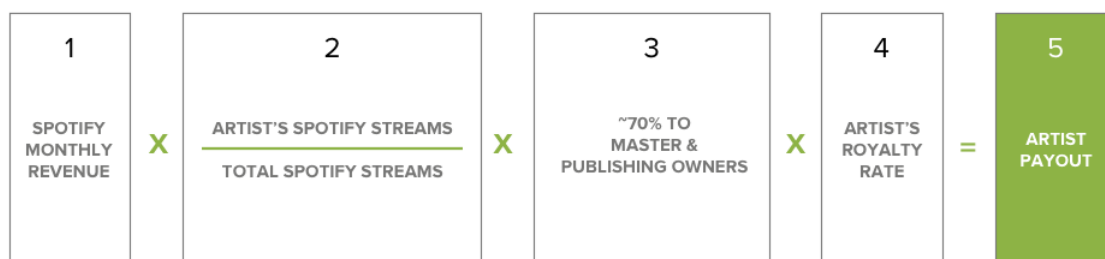 1
SPOTIFY
MONTHLY
REVENUE
X
2
ARTIST'S SPOTIFY STREAMS
TOTAL SPOTIFY STREAMS
X
3
~70% TO
MASTER &
PUBLISHING OWNERS
X
4
ARTIST'S
ROYALTY
RATE
=
5
ARTIST
PAYOUT